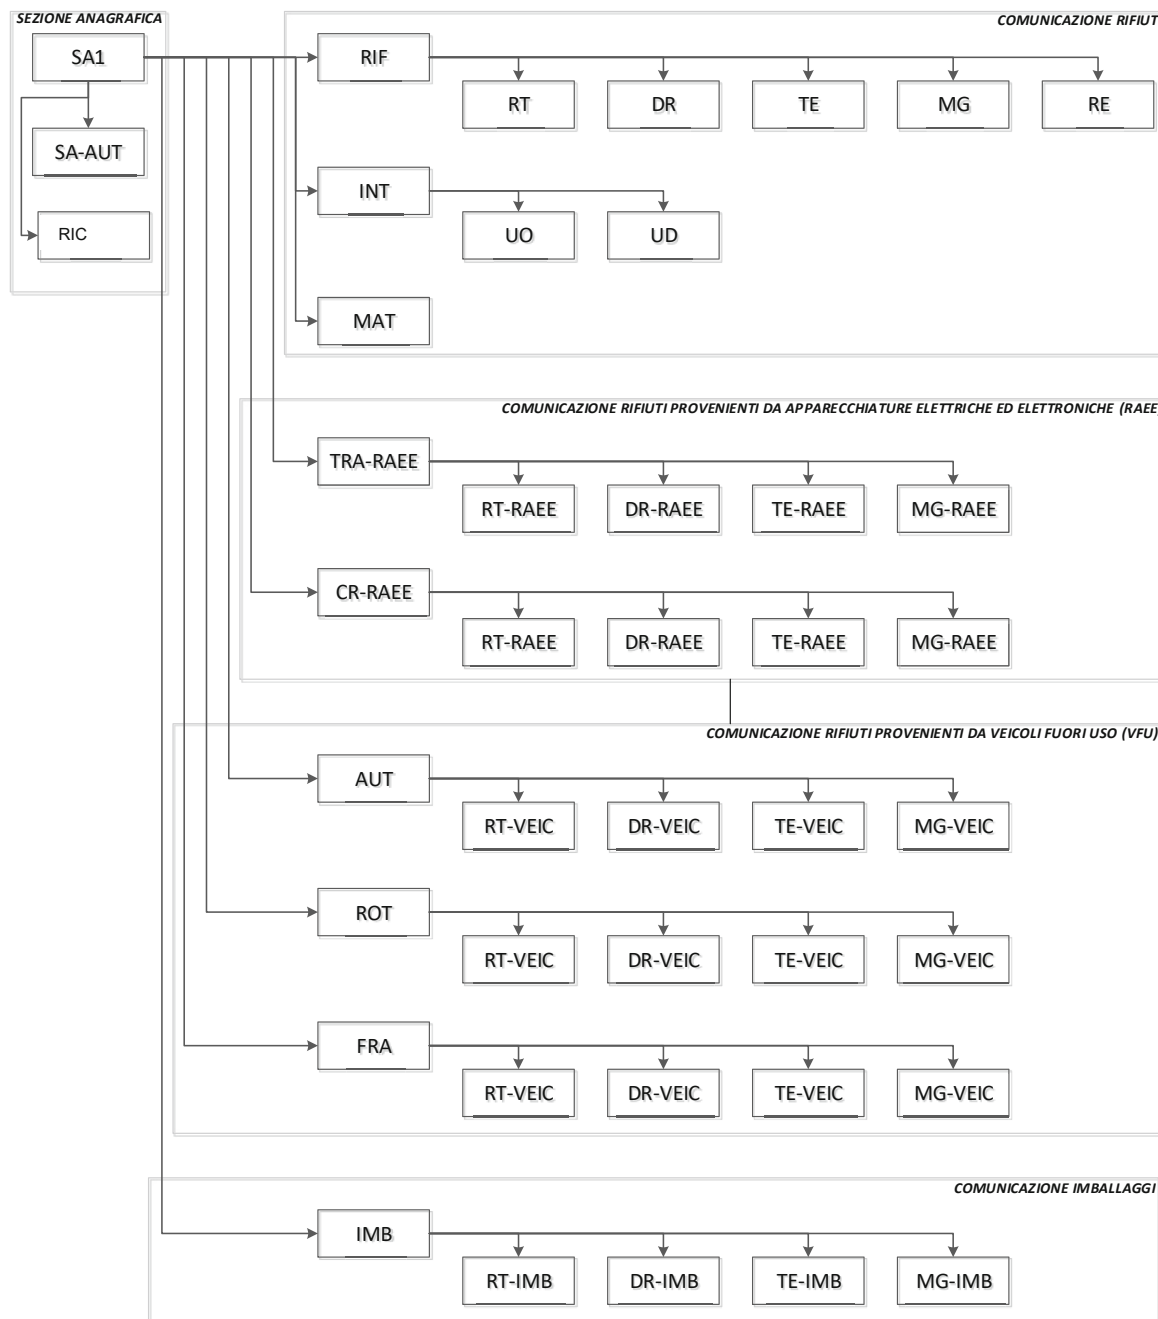 SEZIONE ANAGRAFICA
SA1
SA-AUT
RIC
COMUNICAZIONE RIFIUT
RIF
RT DR TE MG RE
INT
UO UD
MAT
COMUNICAZIONE RIFIUTI PROVENIENTI DA APPARECCHIATURE ELETTRICHE ED ELETTRONICHE (RAEE
TRA-RAEE
RT-RAEE DR-RAEE TE-RAEE MG-RAEE
CR-RAEE
RT-RAEE DR-RAEE TE-RAEE MG-RAEE
COMUNICAZIONE RIFIUTI PROVENIENTI DA VEICOLI FUORI USO (VFU)
AUT
RT-VEIC DR-VEIC TE-VEIC MG-VEIC
ROT
RT-VEIC DR-VEIC TE-VEIC MG-VEIC
FRA
RT-VEIC DR-VEIC TE-VEIC MG-VEIC
COMUNICAZIONE IMBALLAGGI
IMB
RT-IMB DR-IMB TE-IMB MG-IMB